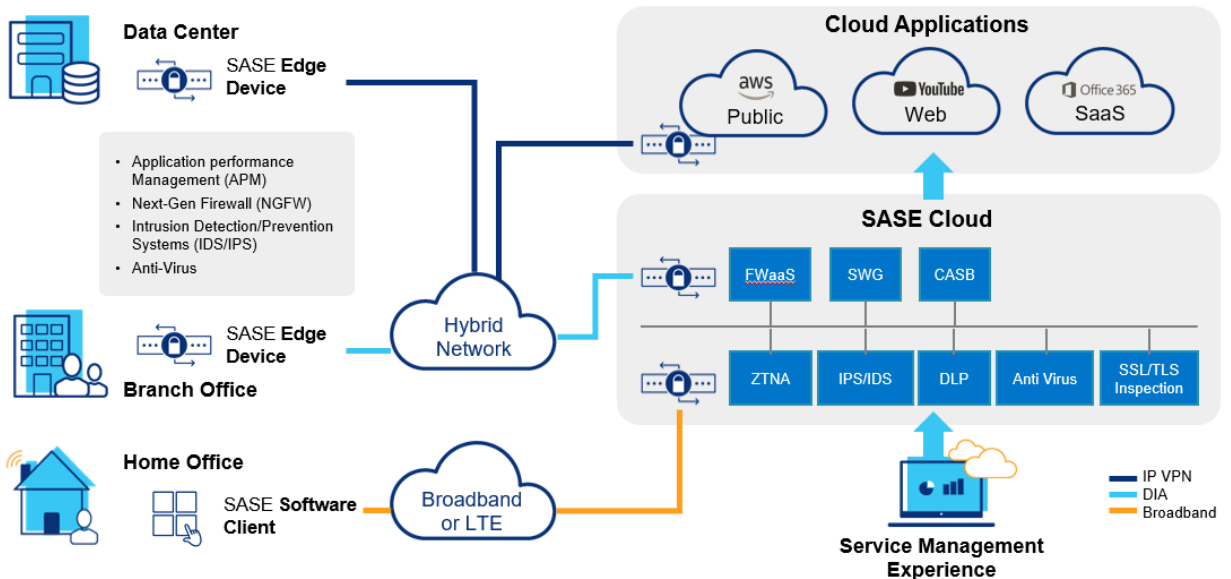 Data Center
SASE Edge
Device
• Application performance
Management (APM)
• Next-Gen Firewall (NGFW)
• Intrusion Detection/Prevention
Systems (IDS/IPS)
• Anti-Virus
SASE Edge
Device
Branch Office
Home Office
SASE Software
Client
Hybrid
Network
Broadband
or LTE
Cloud Applications
aws
Public
YouTube
Web
Office 365
SaaS
SASE Cloud
FWaaS
SWG
CASB
ZTNA
IPS/IDS
DLP
Anti Virus
SSL/TLS
Inspection
Service Management
Experience
IP VPN
DIA
Broadband